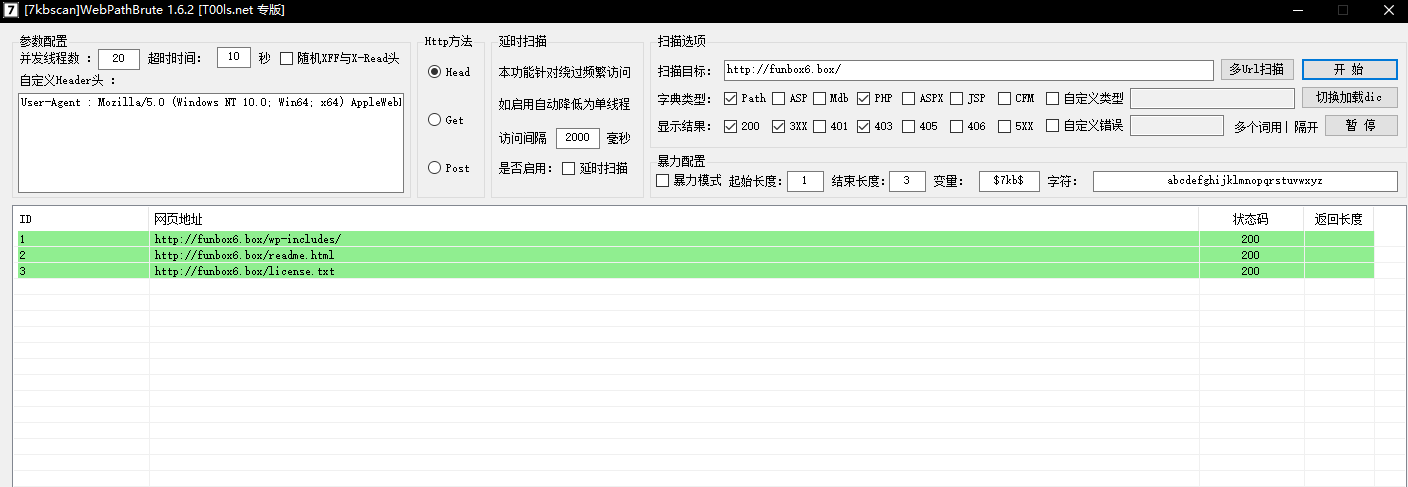 7 [7kbscan]WebPathBrute 1.6.2 [T00ls.net 专版]
参数配置
并发线程数 : 20 超时时间: 10 秒 随机XFF与X-Read头
自定义Header头 :
User-Agent : Mozilla/5.0 (Windows NT 10.0; Win64; x64) AppleWeb
Http方法
Head
Get
Post
延时扫描
本功能针对绕过频繁访问
如启用自动降低为单线程
访问间隔 2000 毫秒
是否启用: 延时扫描
扫描选项
扫描目标: http://funbox6.box/ 多Url扫描 开 始
字典类型: Path ASP Mdb PHP ASPX JSP CFM 自定义类型 切换加载dic
显示结果: 200 3XX 401 403 405 406 5XX 自定义错误 多个词用| 隔开 暂 停
暴力配置
暴力模式 起始长度: 1 结束长度: 3 变量: $7kb$ 字符: abcdefghijklmnopqrstuvwxyz
ID 网页地址 状态码 返回长度
1 http://funbox6.box/wp-includes/ 200
2 http://funbox6.box/readme.html 200
3 http://funbox6.box/license.txt 200